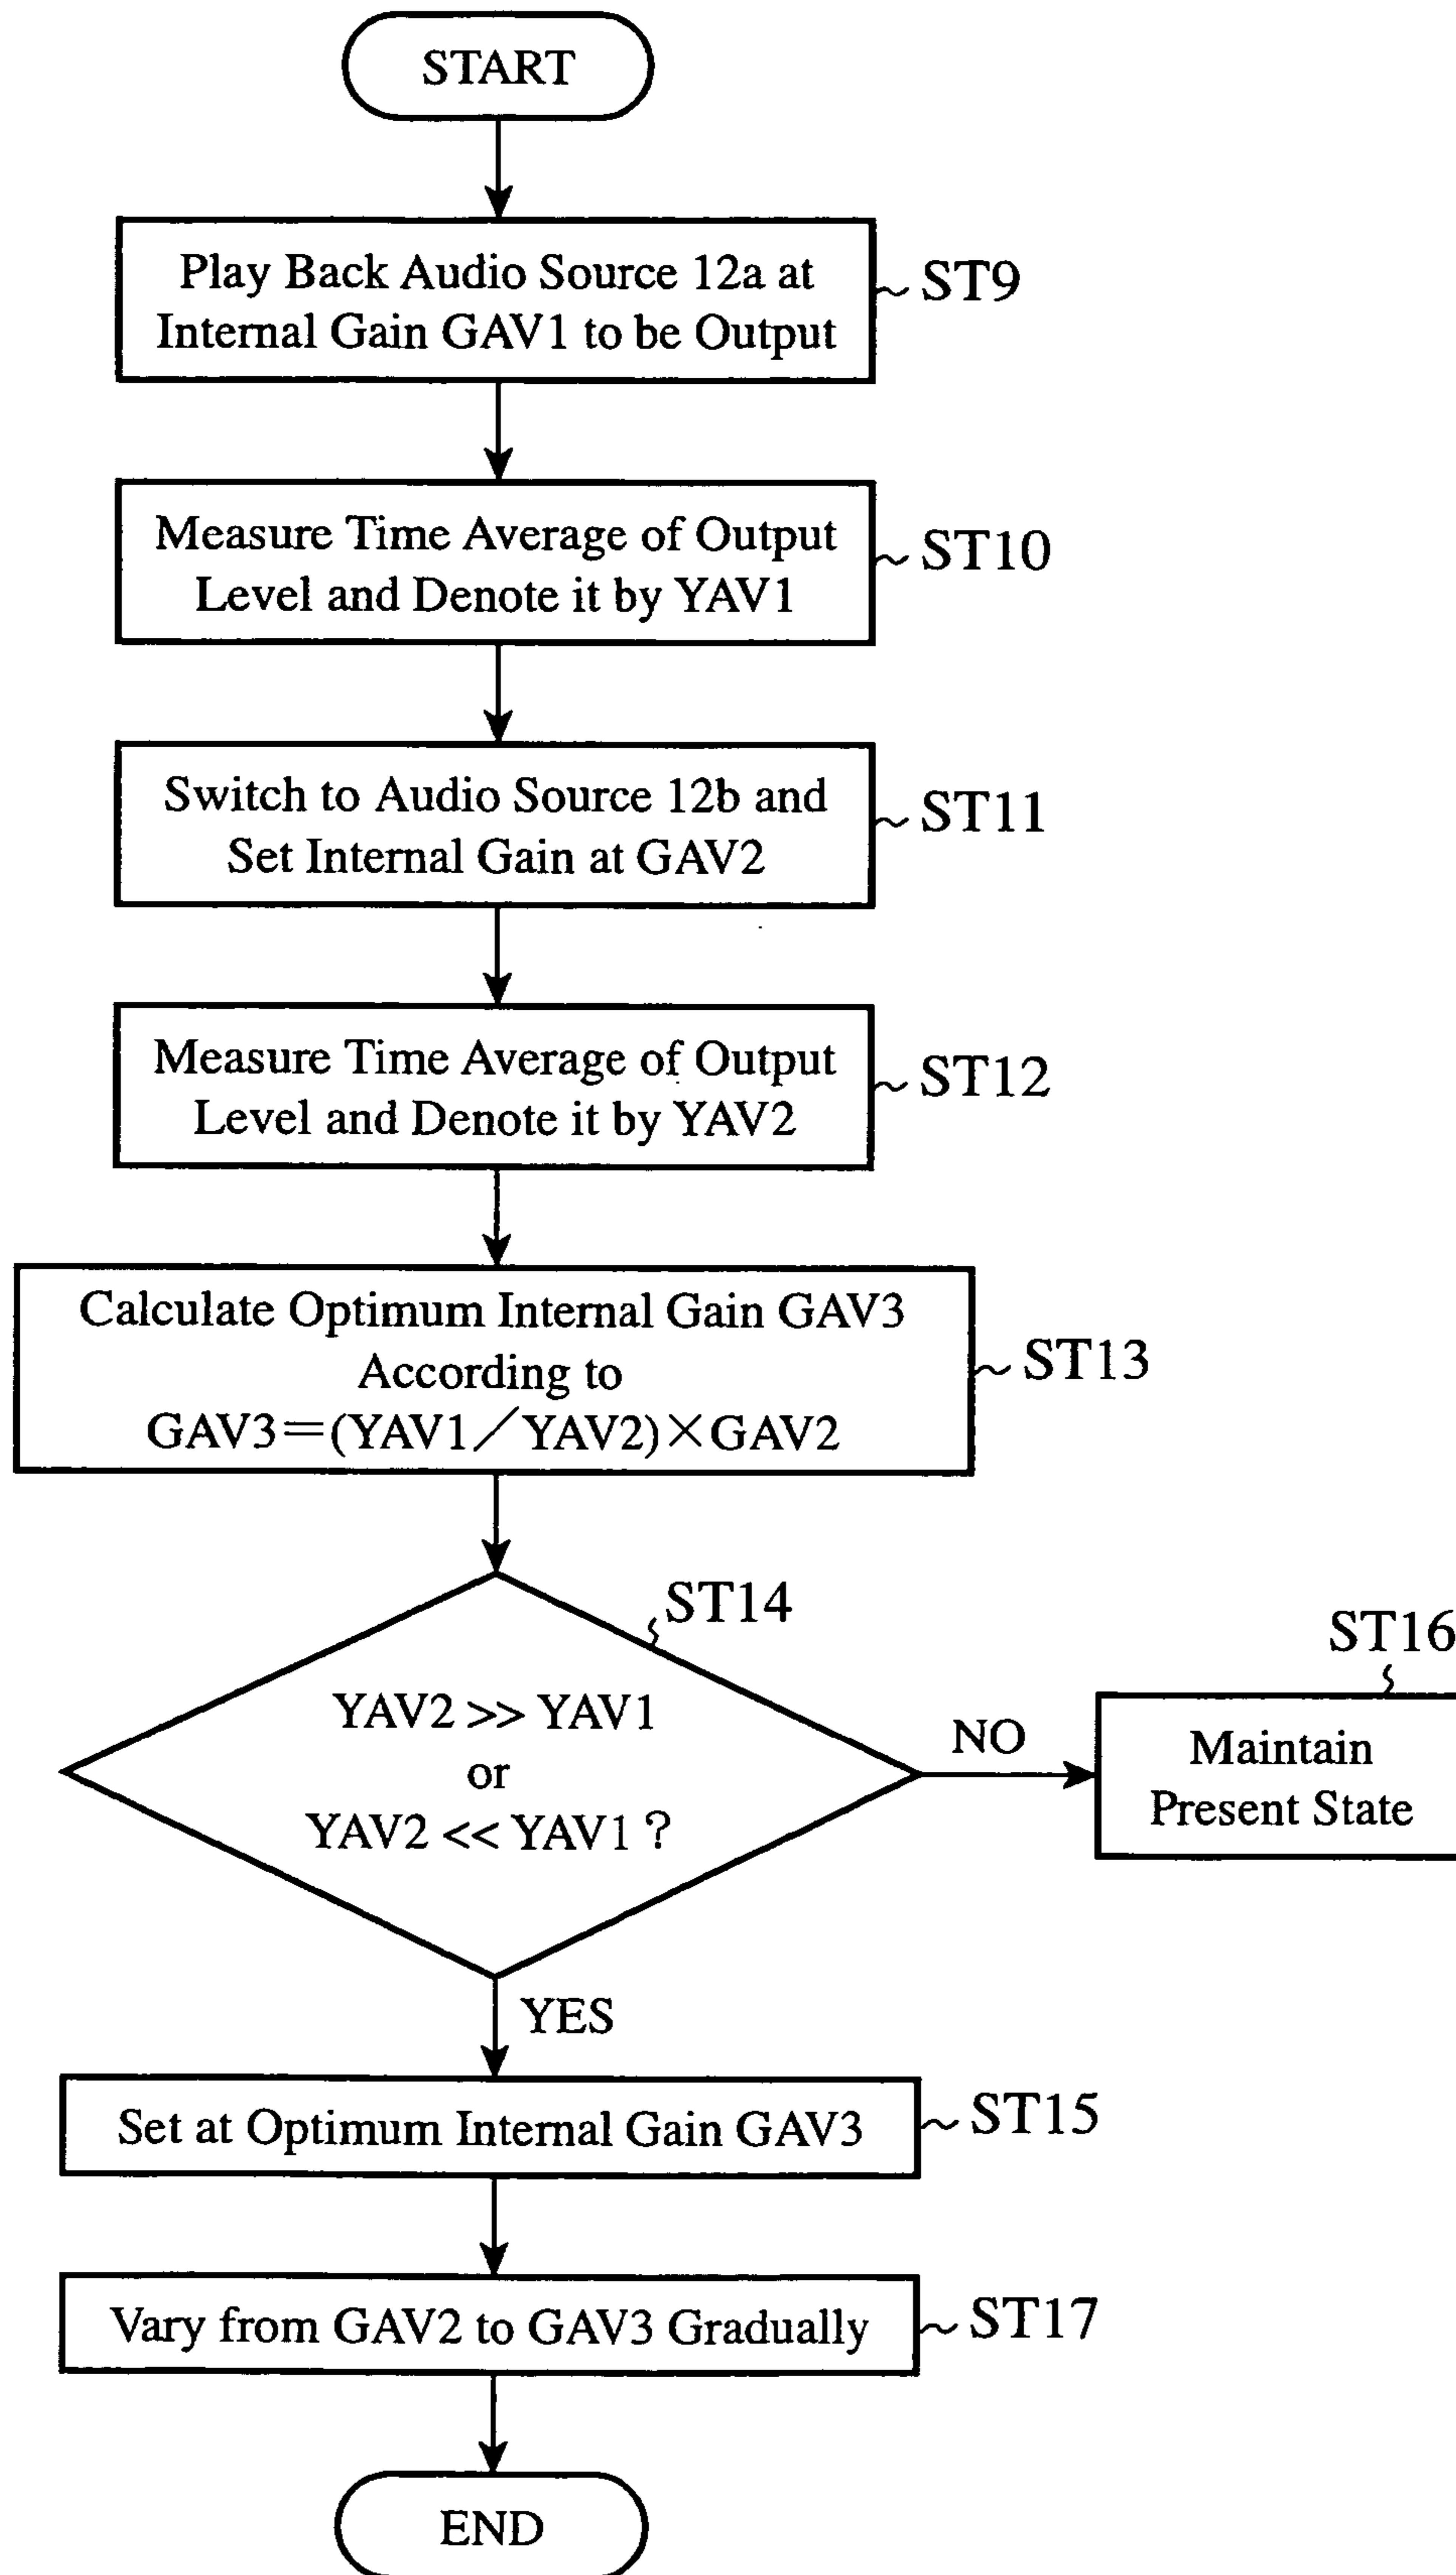 START
Play Back Audio Source 12a at
Internal Gain GAV1 to be Output
ST9
Measure Time Average of Output
Level and Denote it by YAV1
ST10
Switch to Audio Source 12b and
Set Internal Gain at GAV2
ST11
Measure Time Average of Output
Level and Denote it by YAV2
ST12
Calculate Optimum Internal Gain GAV3
According to
GAV3=(YAV1/YAV2)×GAV2
ST13
ST14
YAV2 >> YAV1
or
YAV2 << YAV1 ?
NO
ST16
Maintain
Present State
YES
Set at Optimum Internal Gain GAV3
ST15
Vary from GAV2 to GAV3 Gradually
ST17
END